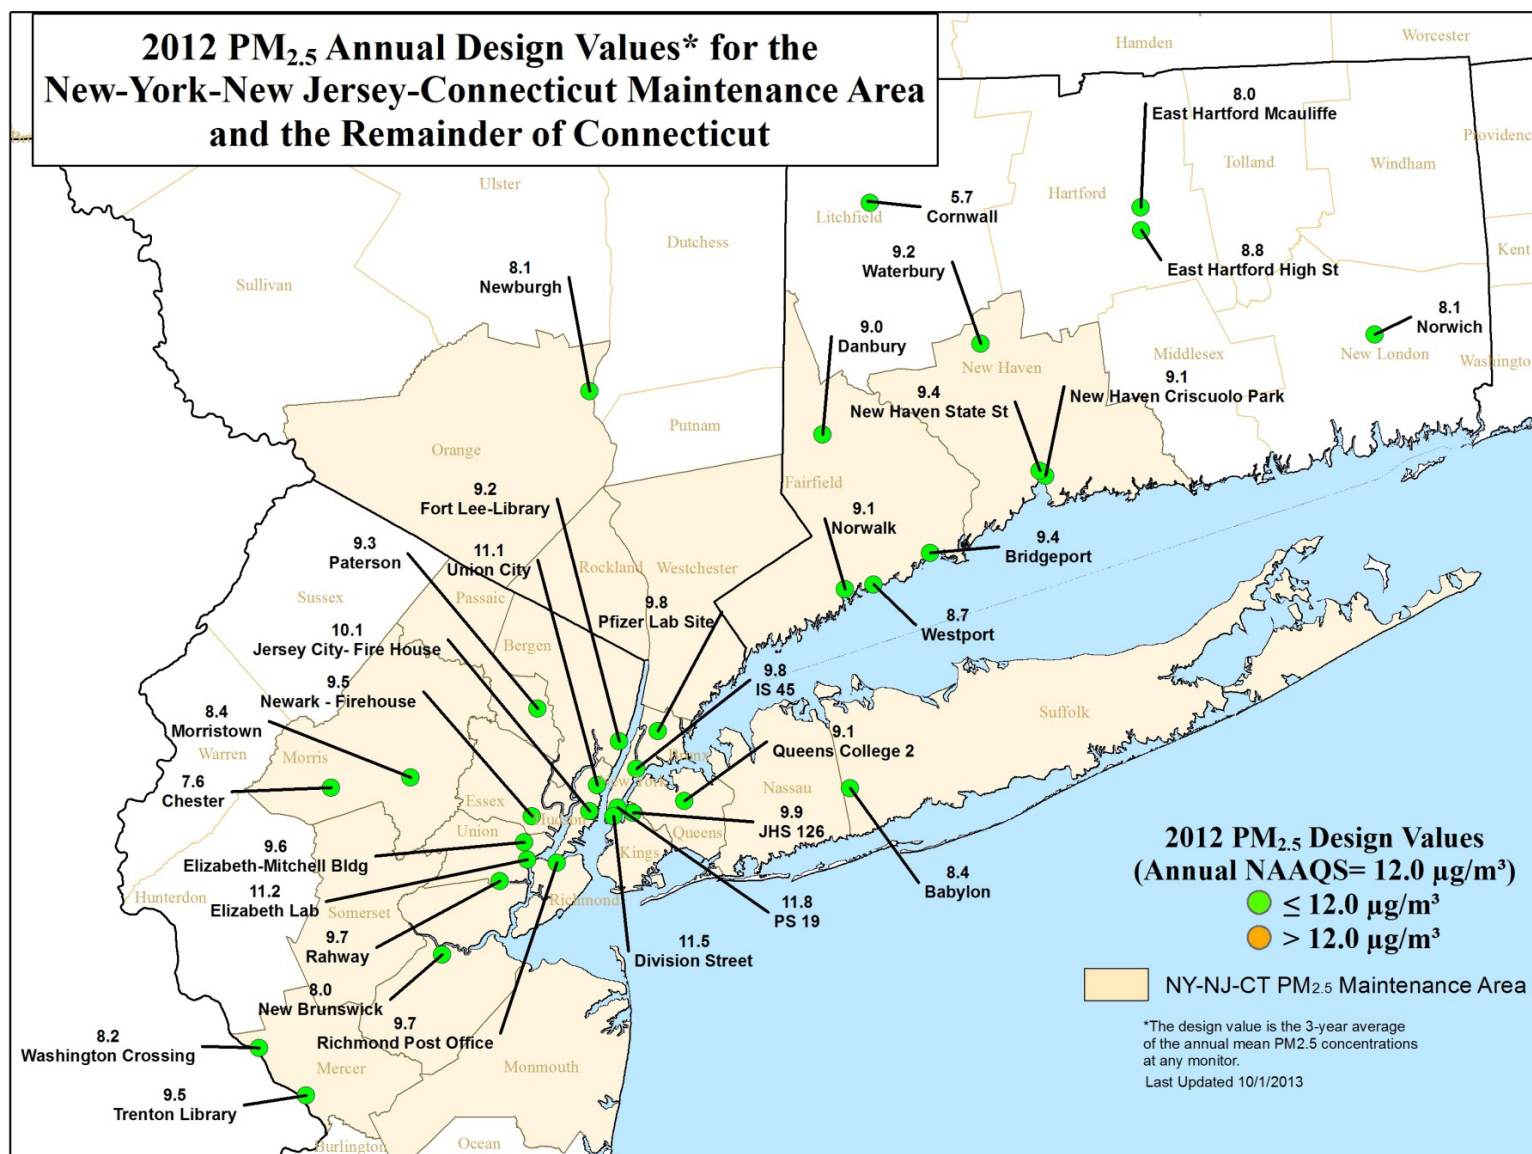 2012 PM2.5 Annual Design Values* for the
New-York-New Jersey-Connecticut Maintenance Area
and the Remainder of Connecticut
Hamden
Worcester
8.0
East Hartford Mcauliffe
Providence
Tolland
Windham
Ulster
Hartford
5.7
Cornwall
Litchfield
Dutchess
Kent
8.8
East Hartford High St
9.2
Waterbury
8.1
Newburgh
Sullivan
8.1
Norwich
9.0
Danbury
Middlesex
New London
Washington
New Haven
9.1
New Haven Criscuolo Park
9.4
New Haven State St
Putnam
Orange
Fairfield
9.2
Fort Lee-Library
9.1
Norwalk
9.3
Paterson
11.1
Union City
9.4
Bridgeport
Rockland
Westchester
Sussex
Passaic
9.8
Pfizer Lab Site
8.7
Westport
10.1
Jersey City- Fire House
Bergen
9.8
IS 45
9.5
Newark - Firehouse
8.4
Morristown
Suffolk
9.1
Queens College 2
Warren
Morris
Bronx
7.6
Chester
New York
Nassau
Essex
Hudson
9.9
JHS 126
Union
Queens
Kings
2012 PM2.5 Design Values
(Annual NAAQS= 12.0 µg/m³)
≤ 12.0 µg/m³
> 12.0 µg/m³
9.6
Elizabeth-Mitchell Bldg
8.4
Babylon
11.2
Elizabeth Lab
Hunterdon
Somerset
Richmond
11.8
PS 19
9.7
Rahway
11.5
Division Street
NY-NJ-CT PM2.5 Maintenance Area
8.0
New Brunswick
9.7
Richmond Post Office
*The design value is the 3-year average
of the annual mean PM2.5 concentrations
at any monitor.
Last Updated 10/1/2013
8.2
Washington Crossing
Mercer
Monmouth
9.5
Trenton Library
Burlington
Ocean